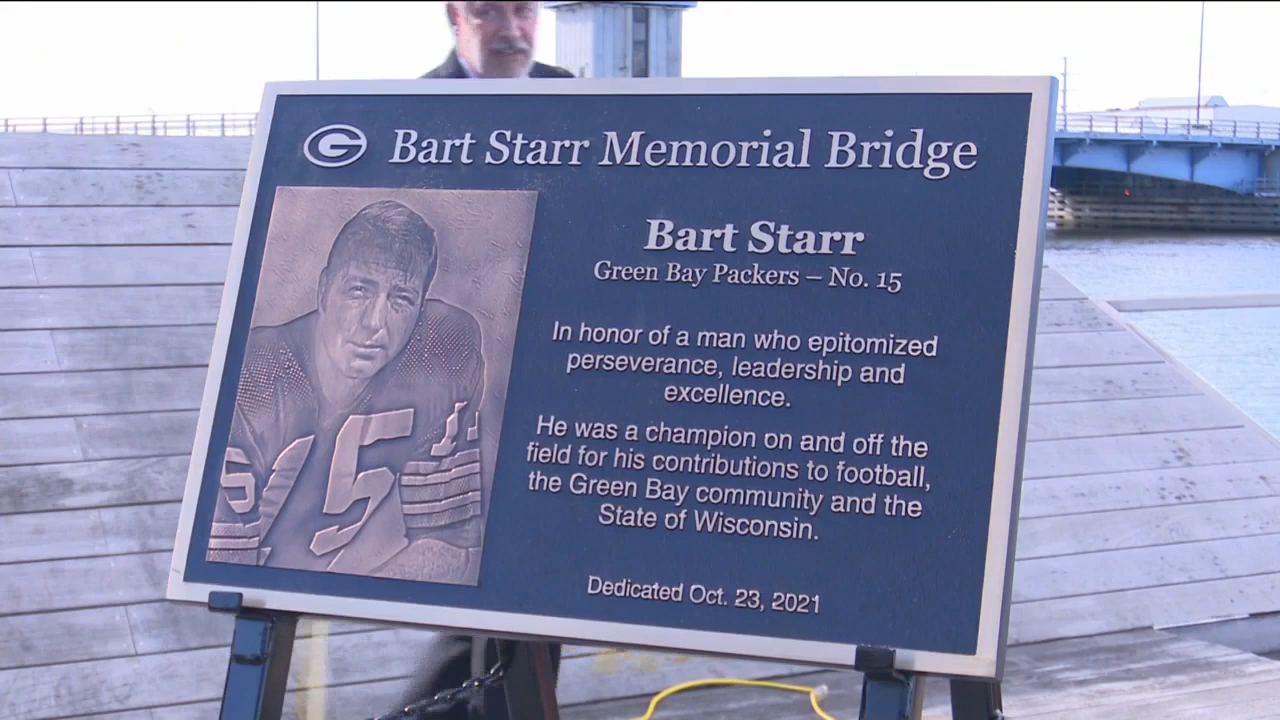 G Bart Starr Memorial Bridge
Bart Starr
Green Bay Packers – No. 15
In honor of a man who epitomized
perseverance, leadership and
excellence.
He was a champion on and off the
field for his contributions to football,
the Green Bay community and the
State of Wisconsin.
Dedicated Oct. 23, 2021
15